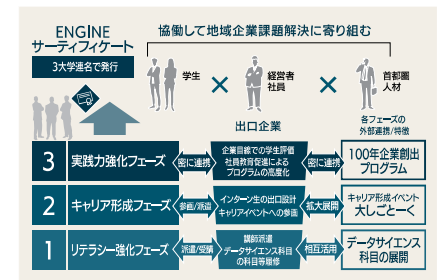 ENGINE
サーティフィケート
3大学連名で発行
協働して地域企業課題解決に寄り組む
学生
×
経営者
社員
×
首都圏
人材
出口企業
各フェーズの
外部連携/特徴
3 実践力強化フェーズ
密に連携
企業目線での学生評価
社員教育促進による
プログラムの高度化
密に連携
100年企業創出
プログラム
2 キャリア形成フェーズ
参画/派遣
インターン生の出口設計
キャリアイベントへの参画
拡大展開
キャリア形成イベント
大しごとーく
1 リテラシー強化フェーズ
派遣/受講
講師派遣
データサイエンス科目
の科目等履修
相互活用
データサイエンス
科目の展開